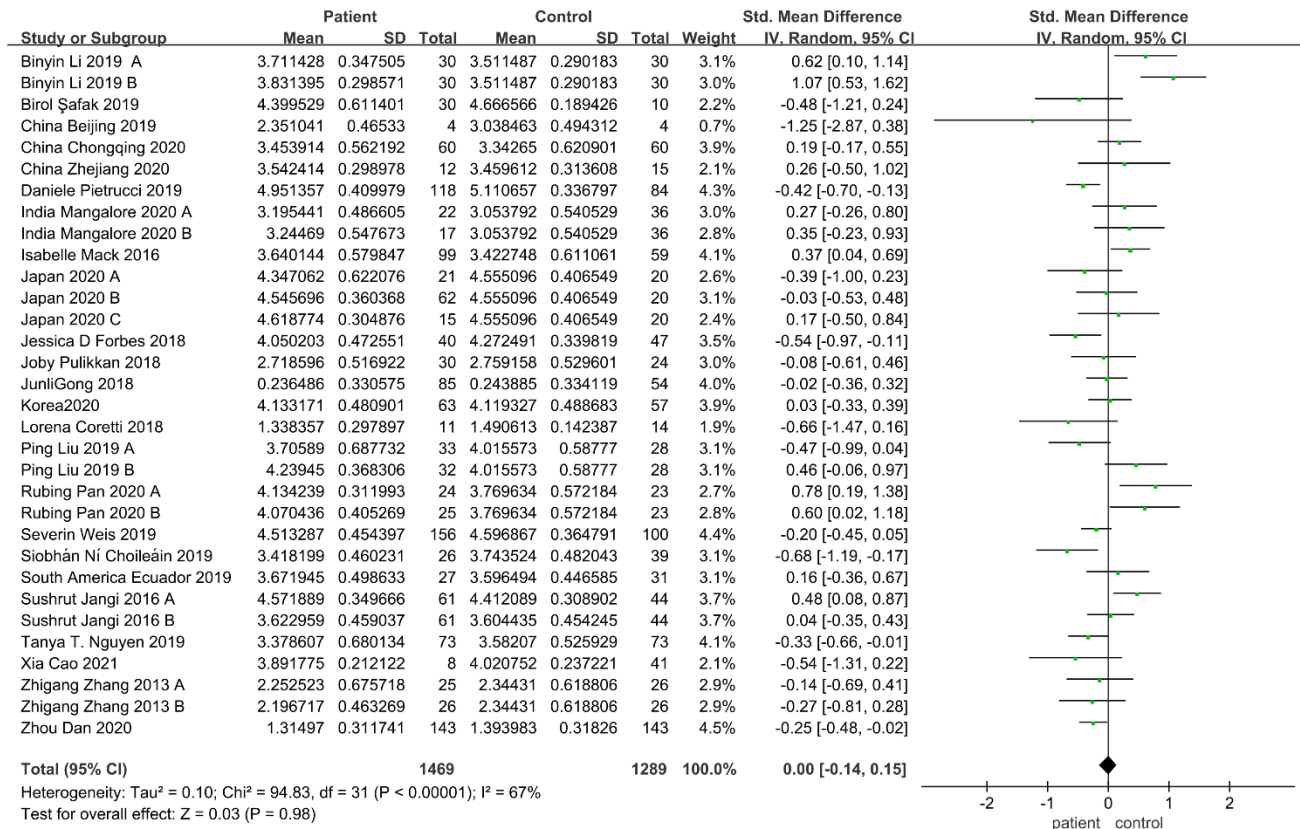 Patient Control Std. Mean Difference Std. Mean Difference
Study or Subgroup Mean SD Total Mean SD Total Weight IV, Random, 95% CI IV, Random, 95% CI
Binyin Li 2019 A 3.711428 0.347505 30 3.511487 0.290183 30 3.1% 0.62 [0.10, 1.14]
Binyin Li 2019 B 3.831395 0.298571 30 3.511487 0.290183 30 3.0% 1.07 [0.53, 1.62]
Birol Şafak 2019 4.399529 0.611401 30 4.666566 0.189426 10 2.2% -0.48 [-1.21, 0.24]
China Beijing 2019 2.351041 0.46533 4 3.038463 0.494312 4 0.7% -1.25 [-2.87, 0.38]
China Chongqing 2020 3.453914 0.562192 60 3.34265 0.620901 60 3.9% 0.19 [-0.17, 0.55]
China Zhejiang 2020 3.542414 0.298978 12 3.459612 0.313608 15 2.2% 0.26 [-0.50, 1.02]
Daniele Pietrucci 2019 4.951357 0.409979 118 5.110657 0.336797 84 4.3% -0.42 [-0.70, -0.13]
India Mangalore 2020 A 3.195441 0.486605 22 3.053792 0.540529 36 3.0% 0.27 [-0.26, 0.80]
India Mangalore 2020 B 3.24469 0.547673 17 3.053792 0.540529 36 2.8% 0.35 [-0.23, 0.93]
Isabelle Mack 2016 3.640144 0.579847 99 3.422748 0.611061 59 4.1% 0.37 [0.04, 0.69]
Japan 2020 A 4.347062 0.622076 21 4.555096 0.406549 20 2.6% -0.39 [-1.00, 0.23]
Japan 2020 B 4.545696 0.360368 62 4.555096 0.406549 20 3.1% -0.03 [-0.53, 0.48]
Japan 2020 C 4.618774 0.304876 15 4.555096 0.406549 20 2.4% 0.17 [-0.50, 0.84]
Jessica D Forbes 2018 4.050203 0.472551 40 4.272491 0.339819 47 3.5% -0.54 [-0.97, -0.11]
Joby Pulikkan 2018 2.718596 0.516922 30 2.759158 0.529601 24 3.0% -0.08 [-0.61, 0.46]
JunliGong 2018 0.236486 0.330575 85 0.243885 0.334119 54 4.0% -0.02 [-0.36, 0.32]
Korea2020 4.133171 0.480901 63 4.119327 0.488683 57 3.9% 0.03 [-0.33, 0.39]
Lorena Coretti 2018 1.338357 0.297897 11 1.490613 0.142387 14 1.9% -0.66 [-1.47, 0.16]
Ping Liu 2019 A 3.70589 0.687732 33 4.015573 0.58777 28 3.1% -0.47 [-0.99, 0.04]
Ping Liu 2019 B 4.23945 0.368306 32 4.015573 0.58777 28 3.1% 0.46 [-0.06, 0.97]
Rubing Pan 2020 A 4.134239 0.311993 24 3.769634 0.572184 23 2.7% 0.78 [0.19, 1.38]
Rubing Pan 2020 B 4.070436 0.405269 25 3.769634 0.572184 23 2.8% 0.60 [0.02, 1.18]
Severin Weis 2019 4.513287 0.454397 156 4.596867 0.364791 100 4.4% -0.20 [-0.45, 0.05]
Siobhán Ní Choileáin 2019 3.418199 0.460231 26 3.743524 0.482043 39 3.1% -0.68 [-1.19, -0.17]
South America Ecuador 2019 3.671945 0.498633 27 3.596494 0.446585 31 3.1% 0.16 [-0.36, 0.67]
Sushrut Jangi 2016 A 4.571889 0.349666 61 4.412089 0.308902 44 3.7% 0.48 [0.08, 0.87]
Sushrut Jangi 2016 B 3.622959 0.459037 61 3.604435 0.454245 44 3.7% 0.04 [-0.35, 0.43]
Tanya T. Nguyen 2019 3.378607 0.680134 73 3.58207 0.525929 73 4.1% -0.33 [-0.66, -0.01]
Xia Cao 2021 3.891775 0.212122 8 4.020752 0.237221 41 2.1% -0.54 [-1.31, 0.22]
Zhigang Zhang 2013 A 2.252523 0.675718 25 2.34431 0.618806 26 2.9% -0.14 [-0.69, 0.41]
Zhigang Zhang 2013 B 2.196717 0.463269 26 2.34431 0.618806 26 3.0% -0.27 [-0.81, 0.28]
Zhou Dan 2020 1.31497 0.311741 143 1.393983 0.31826 143 4.5% -0.25 [-0.48, -0.02]
Total (95% CI) 1469 1289 100.0% 0.00 [-0.14, 0.15]
Heterogeneity: Tau² = 0.10; Chi² = 94.83, df = 31 (P < 0.00001); I² = 67%
Test for overall effect: Z = 0.03 (P = 0.98)
-2 -1 0 1 2
patient control